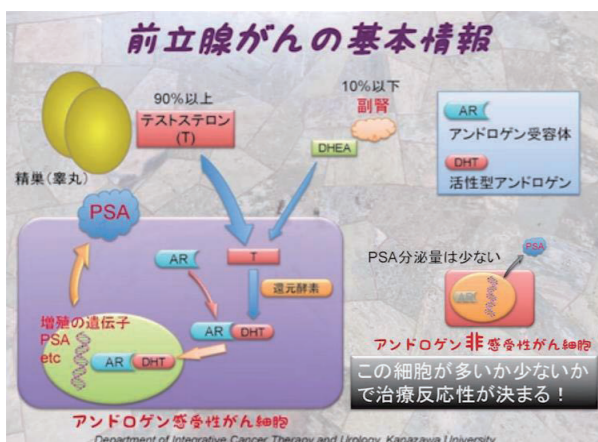 前立腺がんの基本情報
90%以上
テストステロン
(T)
精巣(睾丸)
10%以下
副腎
DHEA
AR
アンドロゲン受容体
DHT
活性型アンドロゲン
PSA
AR
T
還元酵素
AR DHT
増殖の遺伝子
PSA
etc
AR DHT
アンドロゲン感受性がん細胞
PSA分泌量は少ない
PSA
アンドロゲン非感受性がん細胞
この細胞が多いか少ないか
で治療反応性が決まる!
Department of Integrative Cancer Therapy and Urology, Kanazawa University